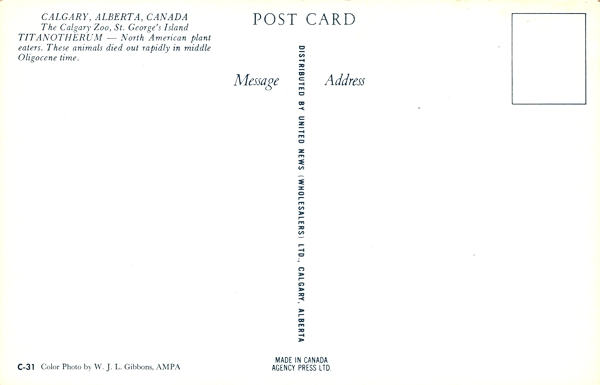 CALGARY, ALBERTA, CANADA
The Calgary Zoo, St. George's Island
TITANOTHERUM — North American plant
eaters. These animals died out rapidly in middle
Oligocene time.
POST CARD
Message
Address
DISTRIBUTED BY UNITED NEWS (WHOLESALERS) LTD., CALGARY, ALBERTA
C-31 Color Photo by W. J. L. Gibbons, AMPA
MADE IN CANADA
AGENCY PRESS LTD.